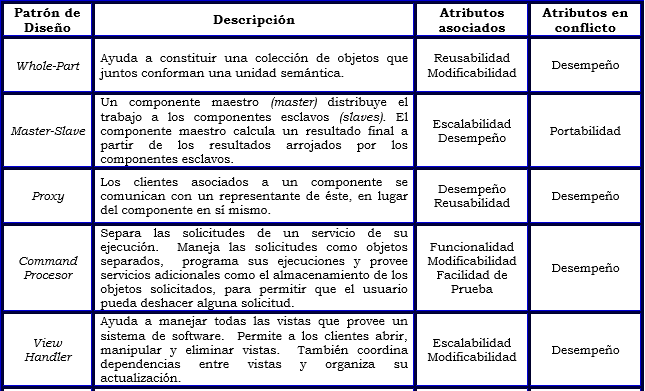 Patrón de Diseño
Descripción
Atributos asociados
Atributos en conflicto
Whole-Part
Ayuda a constituir una colección de objetos que
juntos conforman una unidad semántica.
Reusabilidad
Modificabilidad
Desempeño
Master-Slave
Un componente maestro (master) distribuye el
trabajo a los componentes esclavos (slaves). El
componente maestro calcula un resultado final a
partir de los resultados arrojados por los
componentes esclavos.
Escalabilidad
Desempeño
Portabilidad
Proxy
Los clientes asociados a un componente se
comunican con un representante de éste, en lugar
del componente en sí mismo.
Desempeño
Reusabilidad
Desempeño
Command
Procesor
Separa las solicitudes de un servicio de su
ejecución. Maneja las solicitudes como objetos
separados, programa sus ejecuciones y provee
servicios adicionales como el almacenamiento de los
objetos solicitados, para permitir que el usuario
pueda deshacer alguna solicitud.
Funcionalidad
Modificabilidad
Facilidad de
Prueba
Desempeño
View
Handler
Ayuda a manejar todas las vistas que provee un
sistema de software. Permite a los clientes abrir,
manipular y eliminar vistas. También coordina
dependencias entre vistas y organiza su
actualización.
Escalabilidad
Modificabilidad
Desempeño